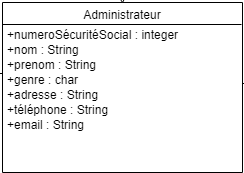 Administrateur
+numeroSécuritéSocial : integer
+nom : String
+prenom : String
+genre : char
+adresse : String
+téléphone : String
+email : String